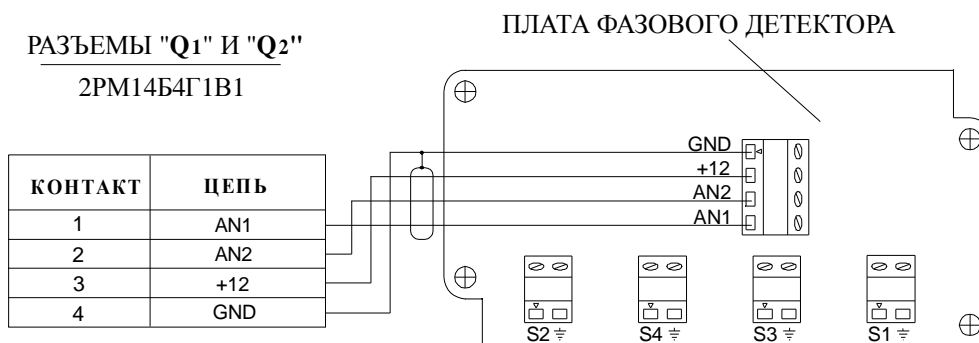 РАЗЪЕМЫ "Q1" И "Q2"
2РМ14Б4Г1В1
ПЛАТА ФАЗОВОГО ДЕТЕКТОРА
КОНТАКТ ЦЕПЬ
1 AN1
2 AN2
3 +12
4 GND
GND
+12
AN2
AN1
S2 S4 S3 S1